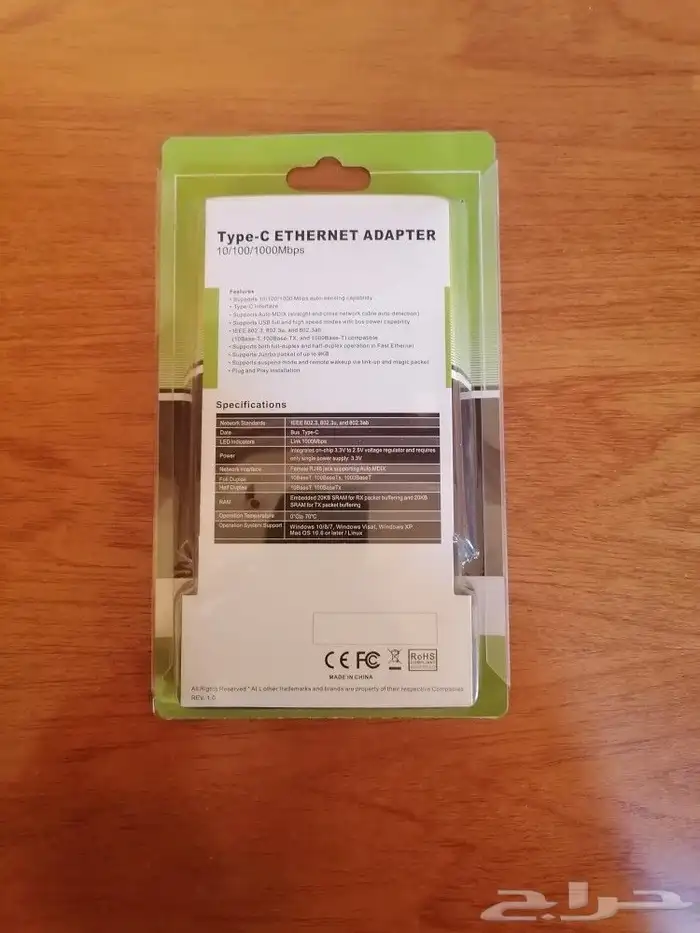 Type-C ETHERNET ADAPTER
10/100/1000Mbps
Features
• Supports 10/100/1000 Mbps auto-sensing capability
• Type-C Interface
• Supports Auto MDIX (straight and cross network cable auto-detection)
• Supports USB full and high speed modes with bus power capability
• IEEE 802.3, 802.3u, and 802.3ab
(10Base-T, 100Base-TX, and 1000Base-T) compatible
• Supports both full-duplex and half-duplex operation in Fast Ethernet
• Supports Jumbo packet of up to 9KB
• Supports suspend mode and remote wakeup via link-up and magic packet
• Plug and Play installation
Specifications
Network Standards IEEE 802.3, 802.3u, and 802.3ab
Date Bus Type-C
LED Indicators Link 1000Mbps
Power Integrated on-chip 3.3V to 2.5V voltage regulator and requires
only single power supply: 3.3V
Network Interface Female RJ45 jack supporting Auto MDIX
Full Duplex 10BaseT, 100BaseTx, 1000BaseT
Half Duplex 10BaseT, 100BaseTx
RAM Embedded 20KB SRAM for RX packet buffering and 20KB
SRAM for TX packet buffering
Operation Temperature 0°Cto 70°C
Operation System Support Windows 10/8/7, Windows Visal, Windows XP
Mac OS 10.6 or later / Linux
CE FC RoHS
COMPLIANT
MADE IN CHINA
All Rights Reserved * All other Trademarks and brands are property of their respective Companies
REV. 1.0
حراج